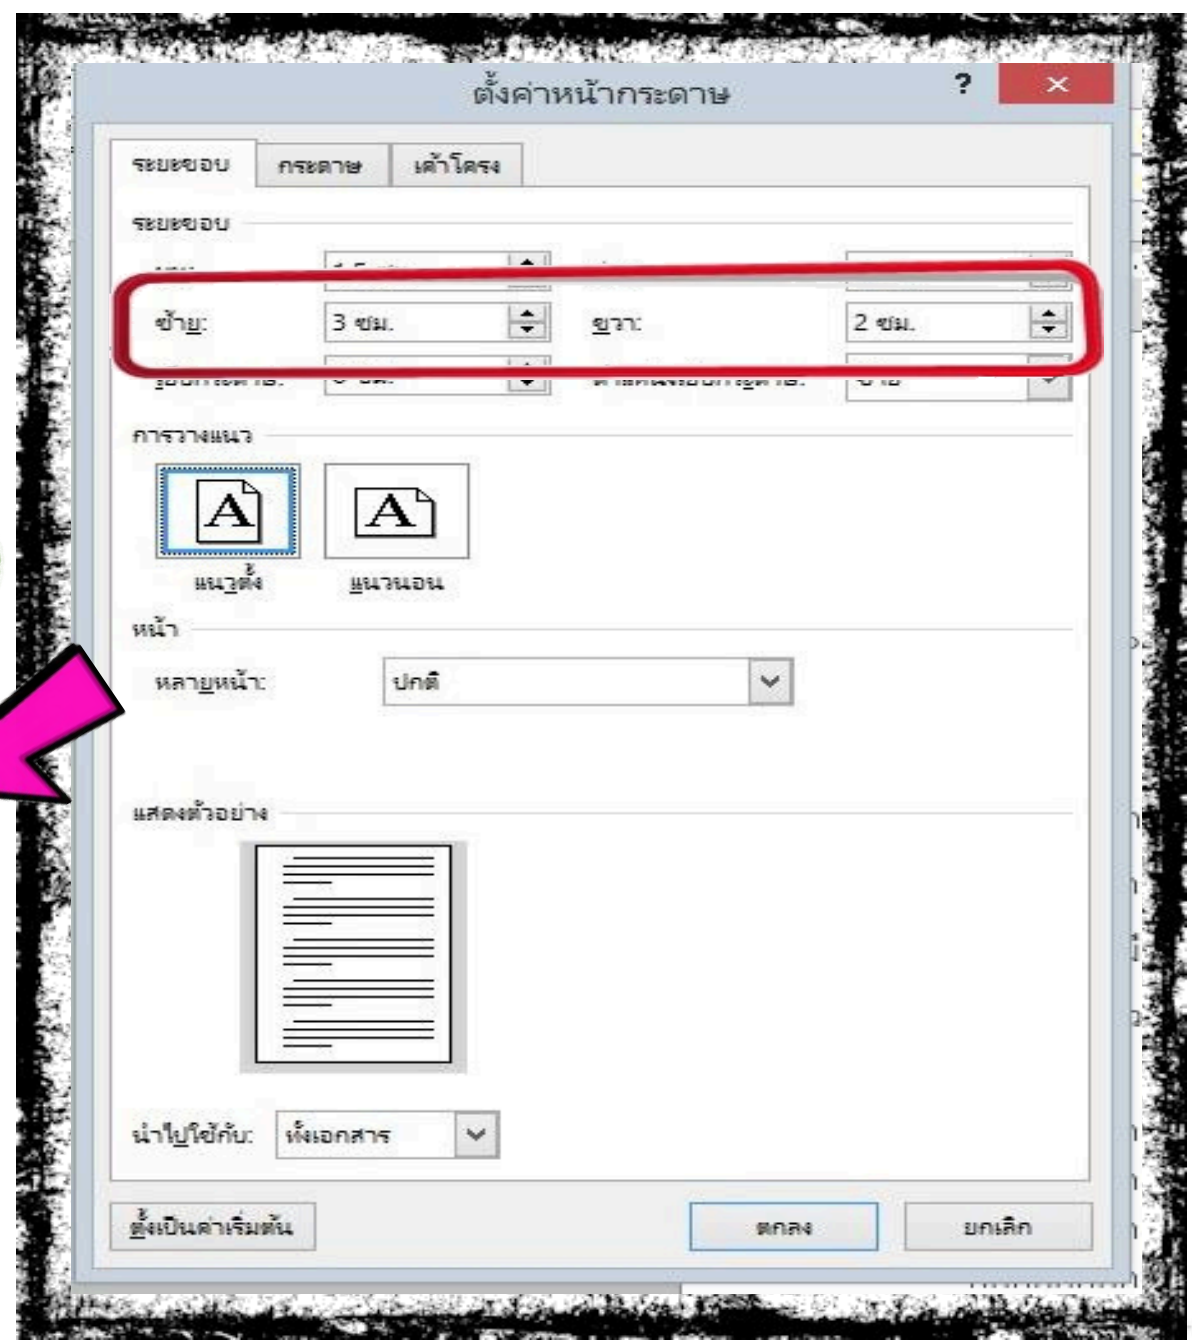 ตั้งค่าหน้ากระดาษ ?
ระยะขอบ กระดาษ เค้าโครง
ระยะขอบ
ซ้าย: 3 ซม. ขวา: 2 ซม.
การวางแนว
A A
แนวตั้ง แนวนอน
หน้า
หลายหน้า: ปกติ
แสดงตัวอย่าง
นำไปใช้กับ: ทั้งเอกสาร
ตั้งเป็นค่าเริ่มต้น ตกลง ยกเลิก